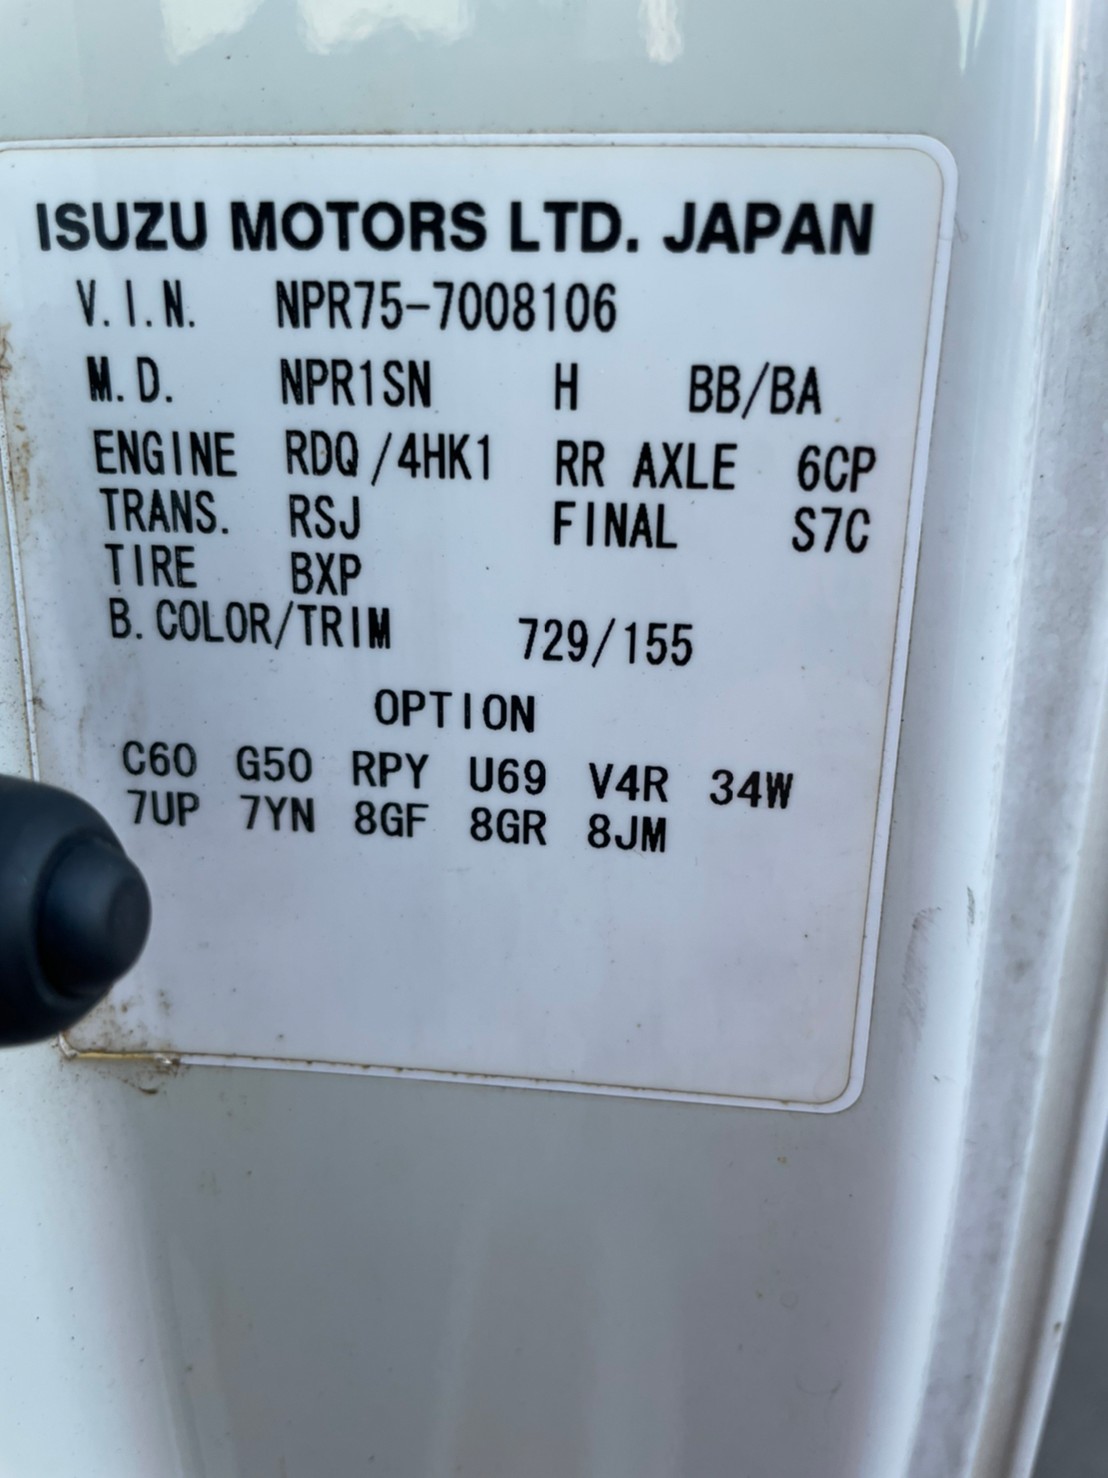 ISUZU MOTORS LTD. JAPAN
V.I.N. NPR75-7008106
M.D. NPR1SN H BB/BA
ENGINE RDQ/4HK1 RR AXLE 6CP
TRANS. RSJ FINAL S7C
TIRE BXP
B.COLOR/TRIM 729/155
OPTION
C60 G50 RPY U69 V4R 34W
7UP 7YN 8GF 8GR 8JM